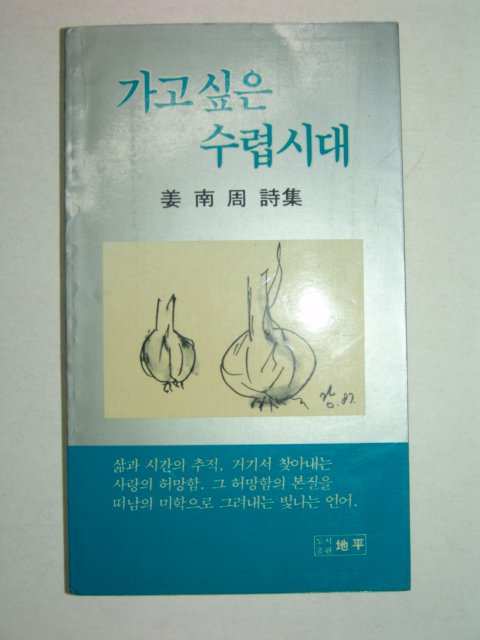 가고 싶은
수렵시대
姜南周 詩集
강.87.
삶과 시간의 추적, 거기서 찾아내는
사랑의 허망함. 그 허망함의 본질을
떠남의 미학으로 그려내는 빛나는 언어.
도서
출판 地平